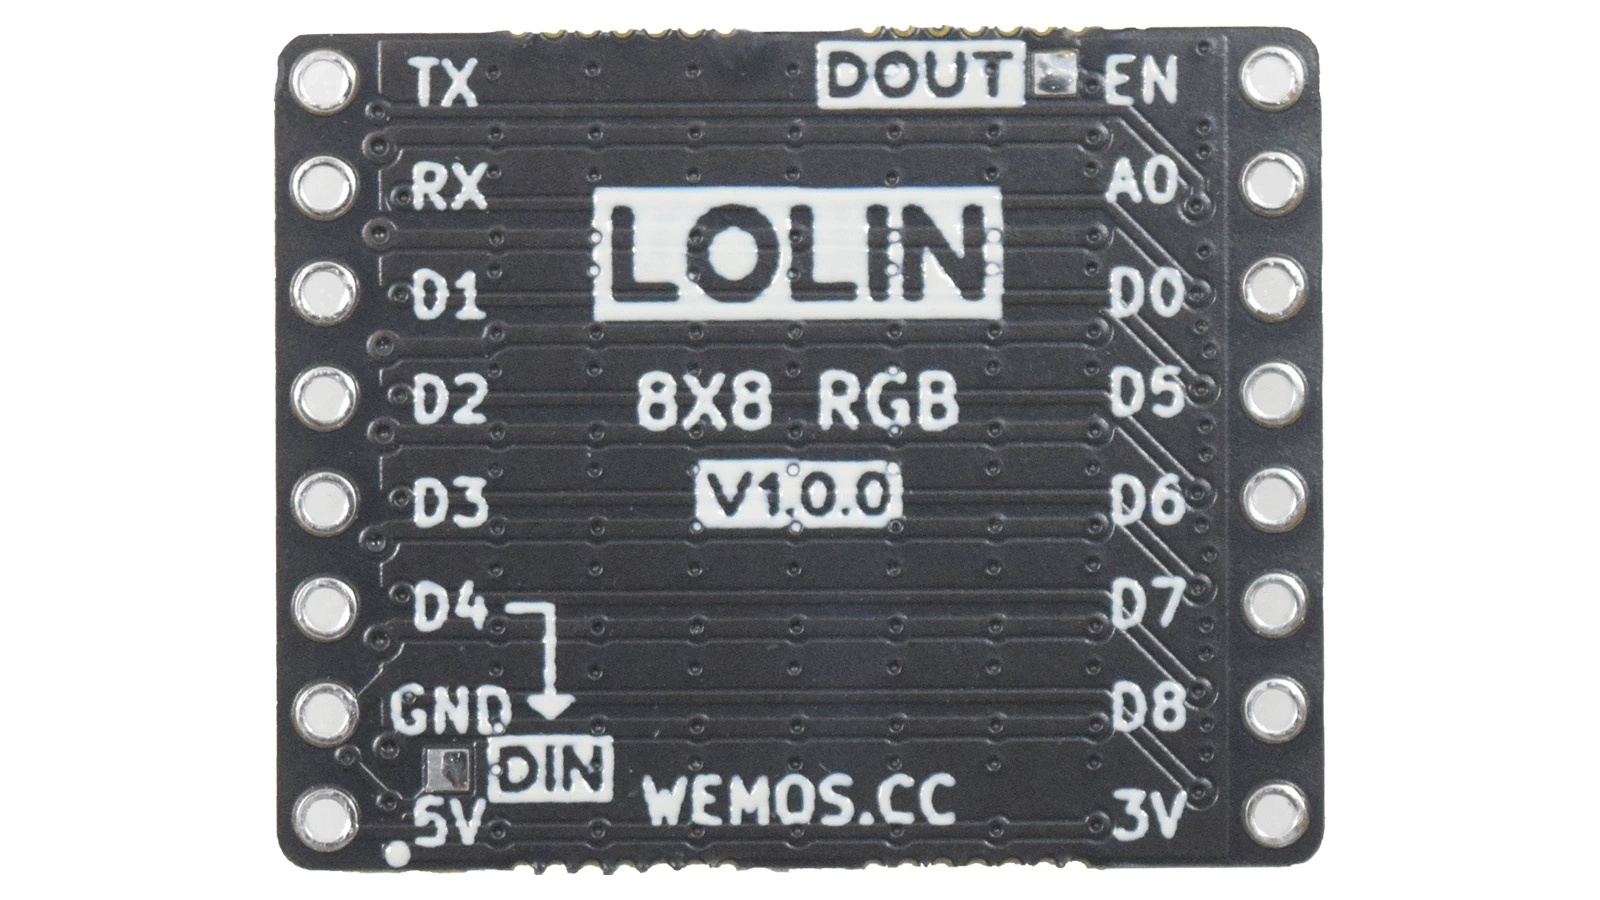 TX DOUT EN
RX A0
LOLIN
D1 D0
D2 8X8 RGB D5
D3 V1.0.0 D6
D4 D7
GND D8
DIN
5V WEMOS.CC 3V